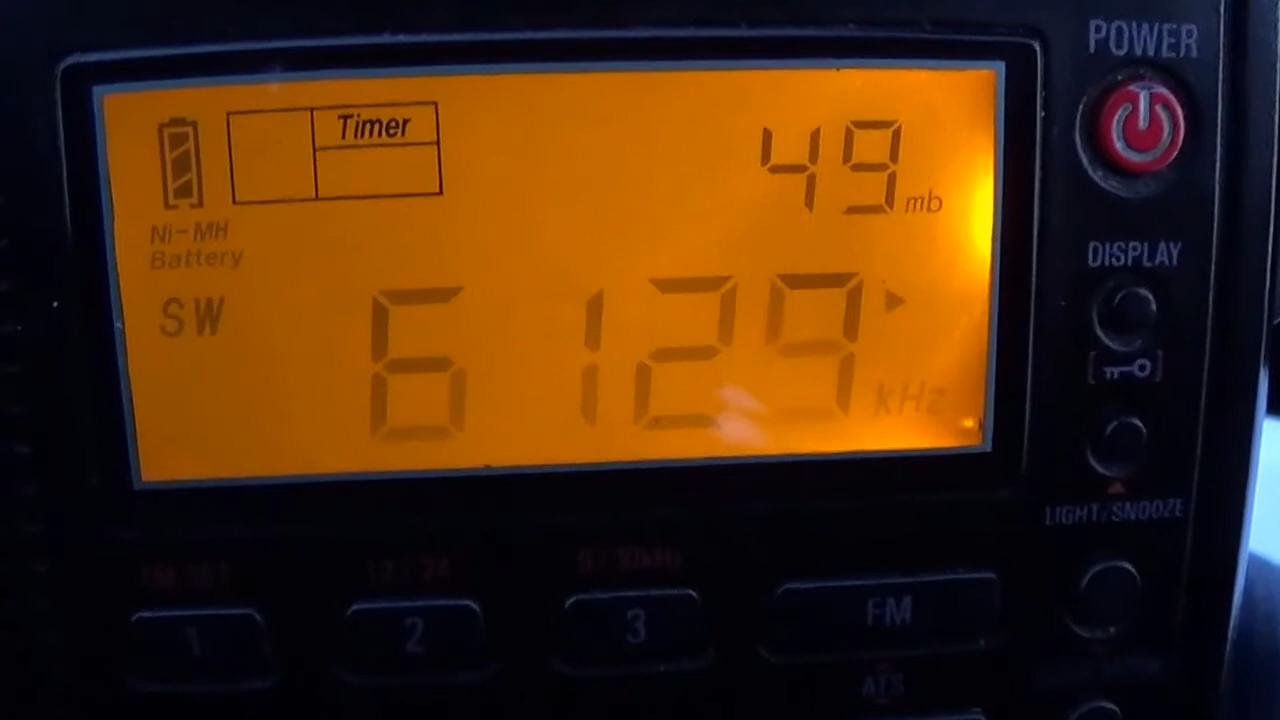 POWER
Timer
49 mb
Ni-MH
Battery
DISPLAY
SW
6129 kHz
LIGHT/SNOOZE
1
2
3
FM
ATS